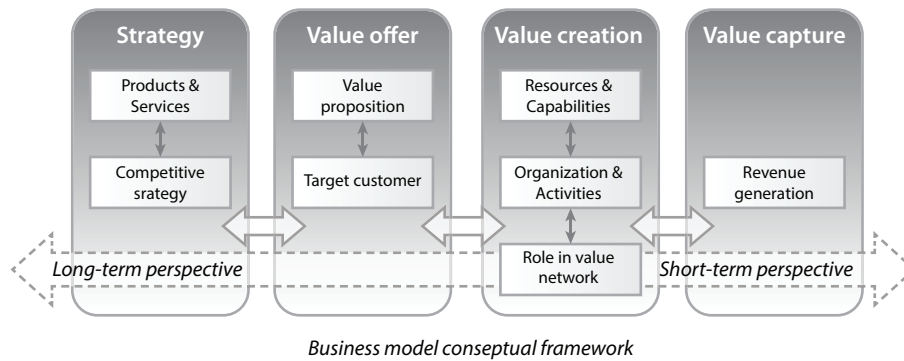 Strategy
Products &
Services
Competitive
srategy
Value offer
Value
proposition
Target customer
Value creation
Resources &
Capabilities
Organization &
Activities
Role in value
network
Value capture
Revenue
generation
Long-term perspective
Short-term perspective
Business model conseptual framework